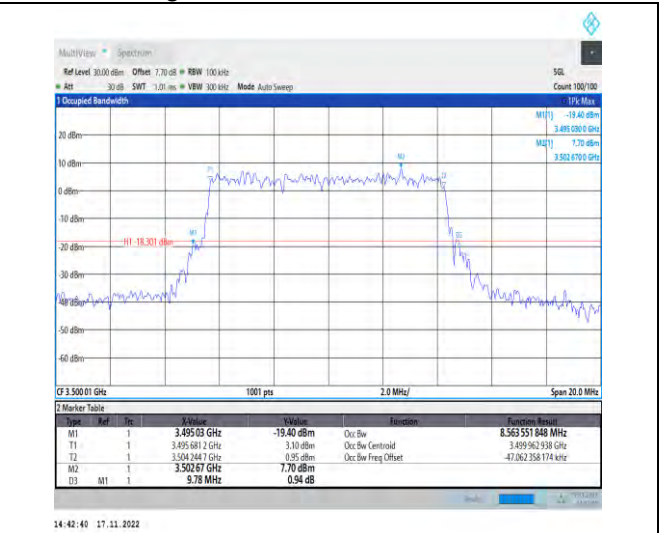 MultiView Spectrum
Ref Level 30.00 dBm Offset 7.70 dB RBW 100 kHz SGL
Att 30 dB SWT 1.01 ms VBW 300 kHz Mode Auto Sweep Count 100/100
1 Occupied Bandwidth 1Pk Max
M1[1] -19.40 dBm
3.495 030 0 GHz
M2[1] 7.70 dBm
3.502 670 0 GHz
20 dBm
M2
10 dBm
T1 T2
0 dBm
-10 dBm
M1
D3
H1 -18.301 dBm
-20 dBm
-30 dBm
-40 dBm
-50 dBm
-60 dBm
CF 3.500 01 GHz 1001 pts 2.0 MHz/ Span 20.0 MHz
2 Marker Table
Type Ref Trc X-Value Y-Value Function Function Result
M1 1 3.495 03 GHz -19.40 dBm Occ Bw 8.563 551 848 MHz
T1 1 3.495 681 2 GHz 3.10 dBm Occ Bw Centroid 3.499 962 938 GHz
T2 1 3.504 244 7 GHz 0.95 dBm Occ Bw Freq Offset -47.062 358 174 kHz
M2 1 3.502 67 GHz 7.70 dBm
D3 M1 1 9.78 MHz 0.94 dB
14:42:40 17.11.2022